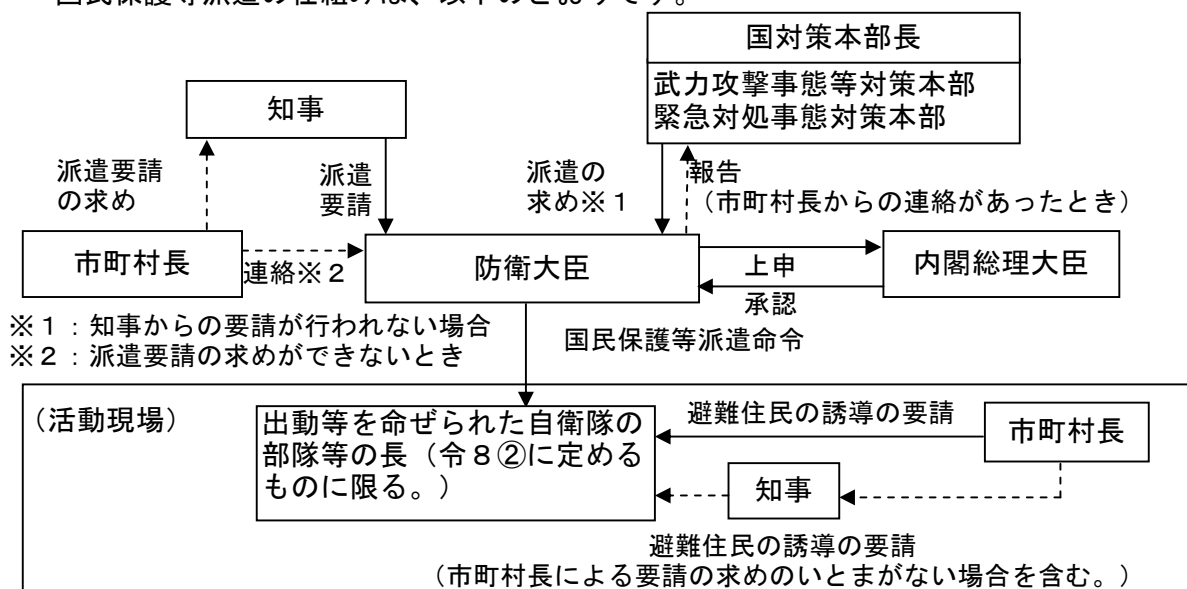 国民保護等派遣の仕組みは、以下のとおりです。
国対策本部長
武力攻撃事態等対策本部
緊急対処事態対策本部
知事
派遣要請
の求め
派遣
要請
派遣の
求め※1
報告
（市町村長からの連絡があったとき）
市町村長
連絡※2
防衛大臣
上申
承認
内閣総理大臣
※1：知事からの要請が行われない場合
※2：派遣要請の求めができないとき
国民保護等派遣命令
（活動現場）
出動等を命ぜられた自衛隊の
部隊等の長（令8②に定める
ものに限る。）
避難住民の誘導の要請
市町村長
知事
避難住民の誘導の要請
（市町村長による要請の求めのいとまがない場合を含む。）